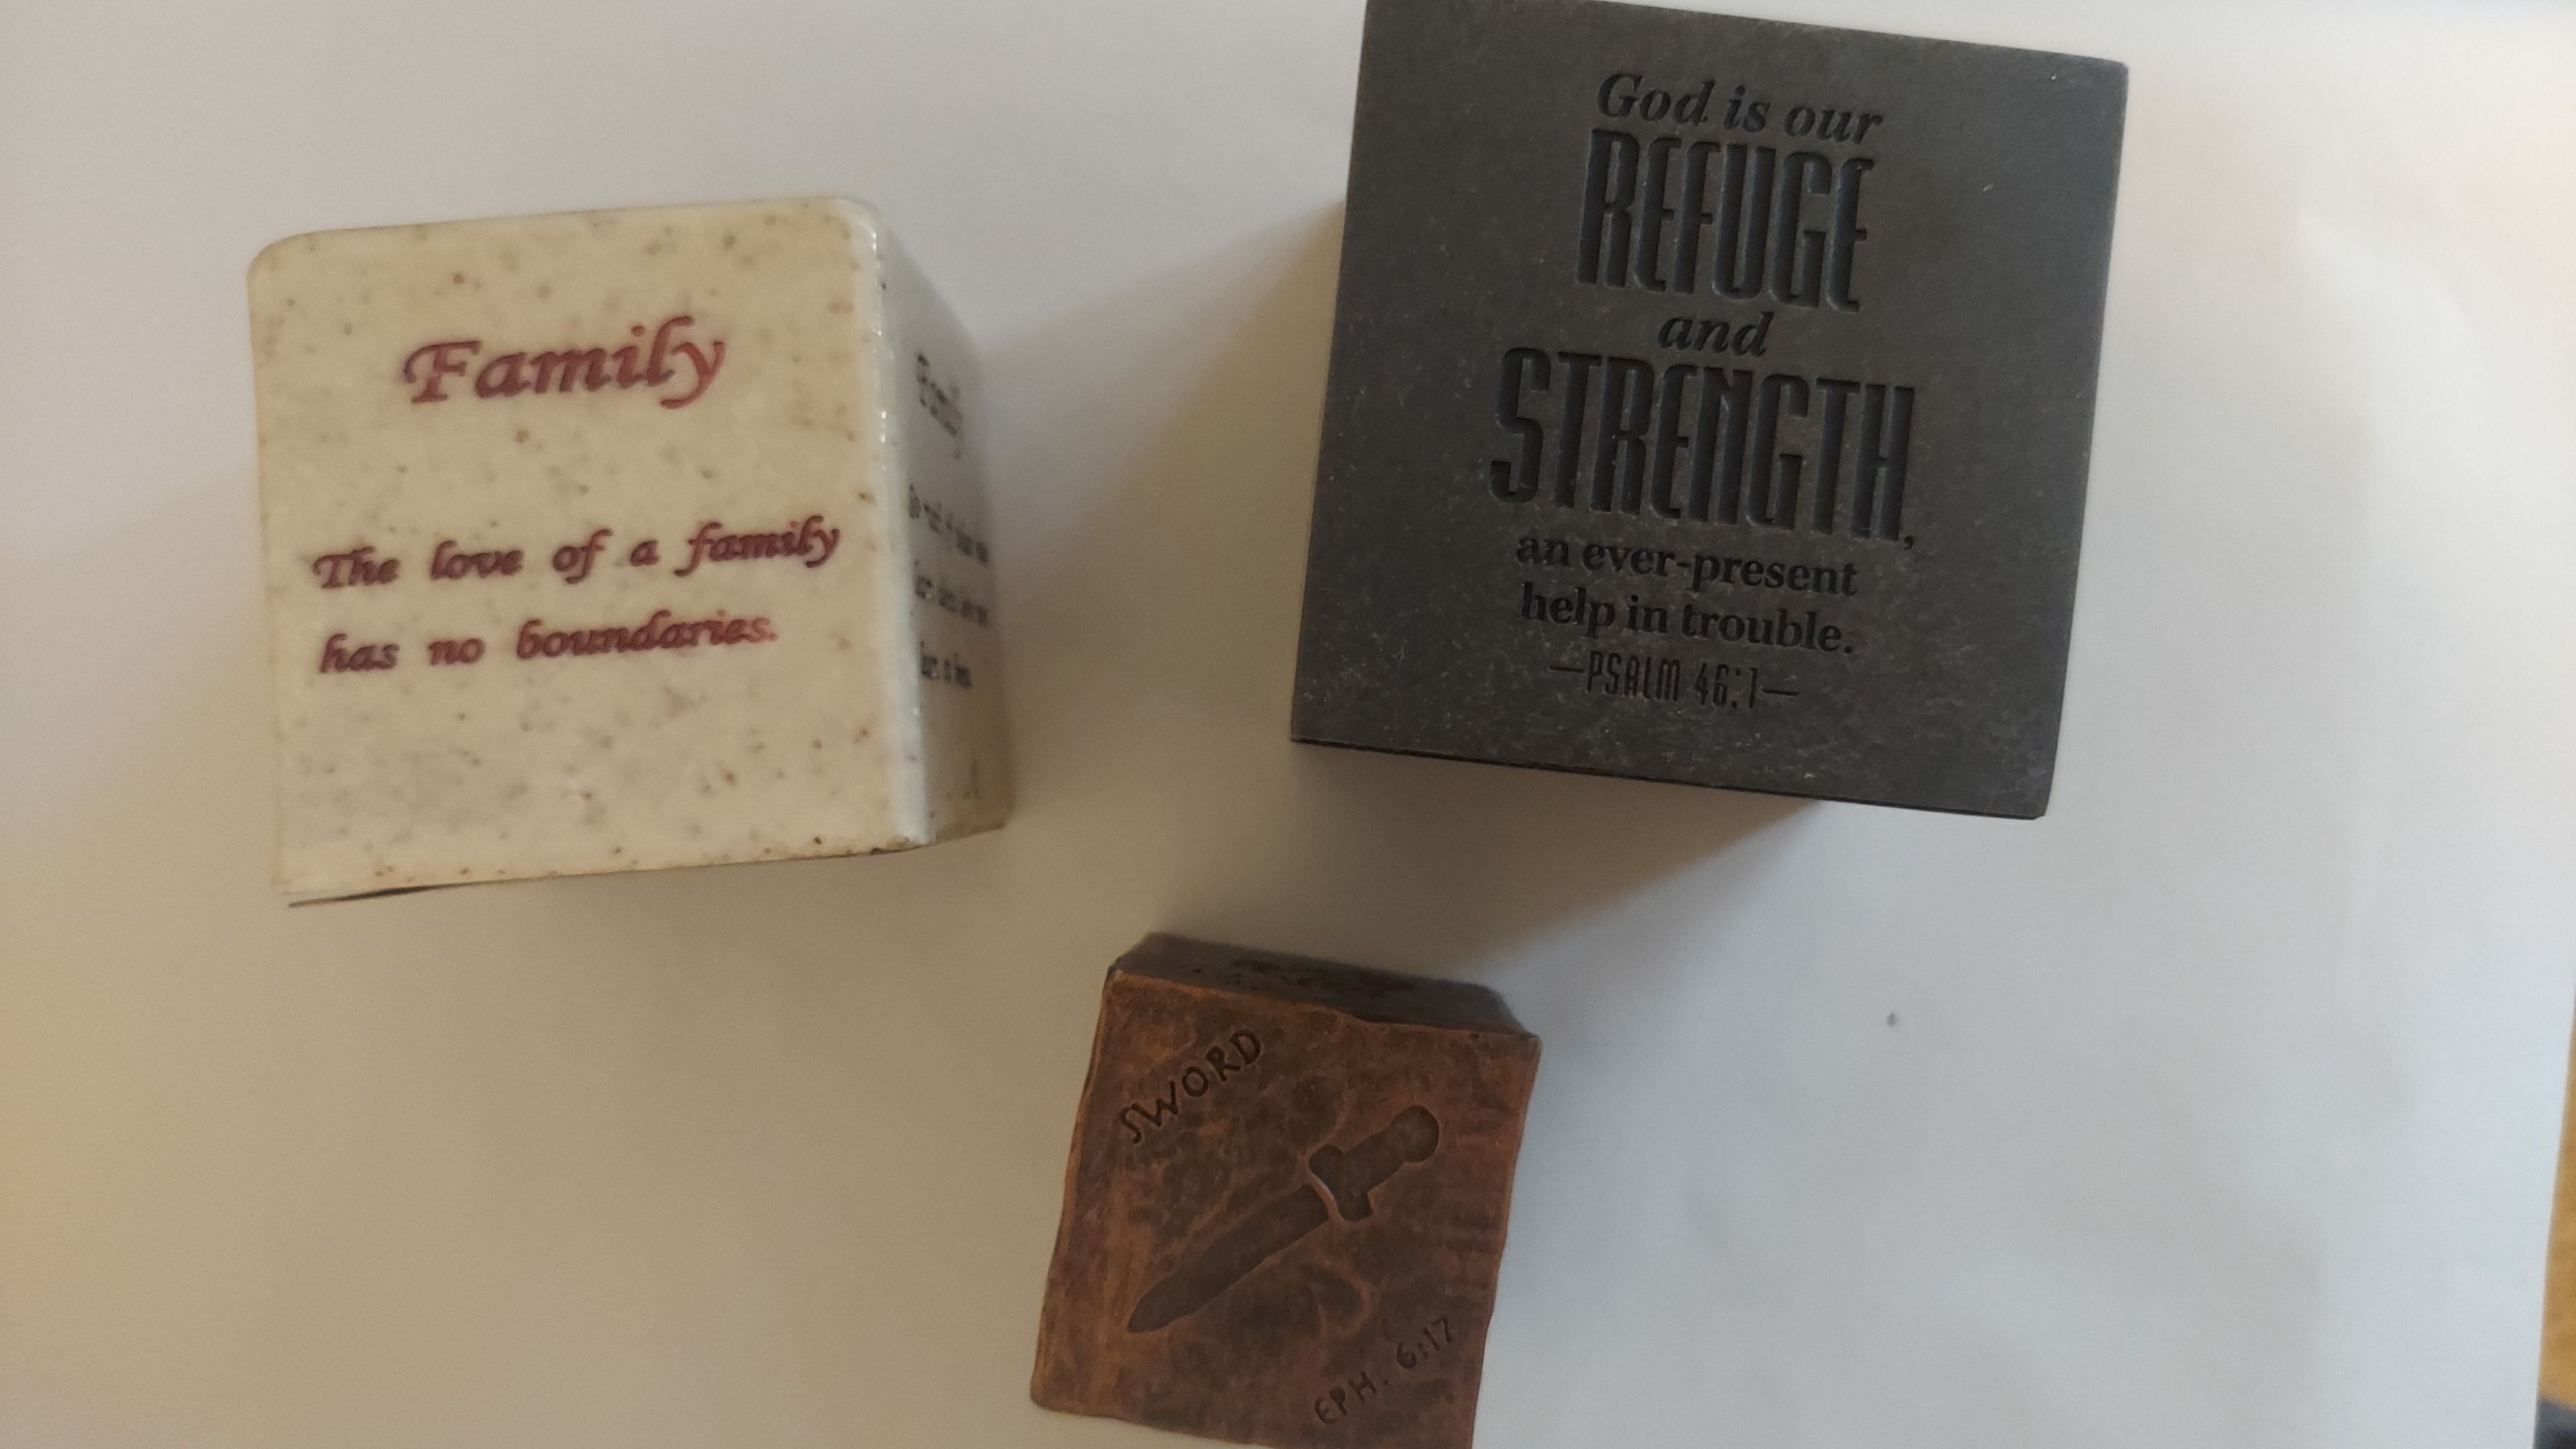 Family
The love of a family
has no boundaries.
Family
God is our
REFUGE
and
STRENGTH,
an ever-present
help in trouble.
—PSALM 46:1—
SWORD
EPH. 6:17